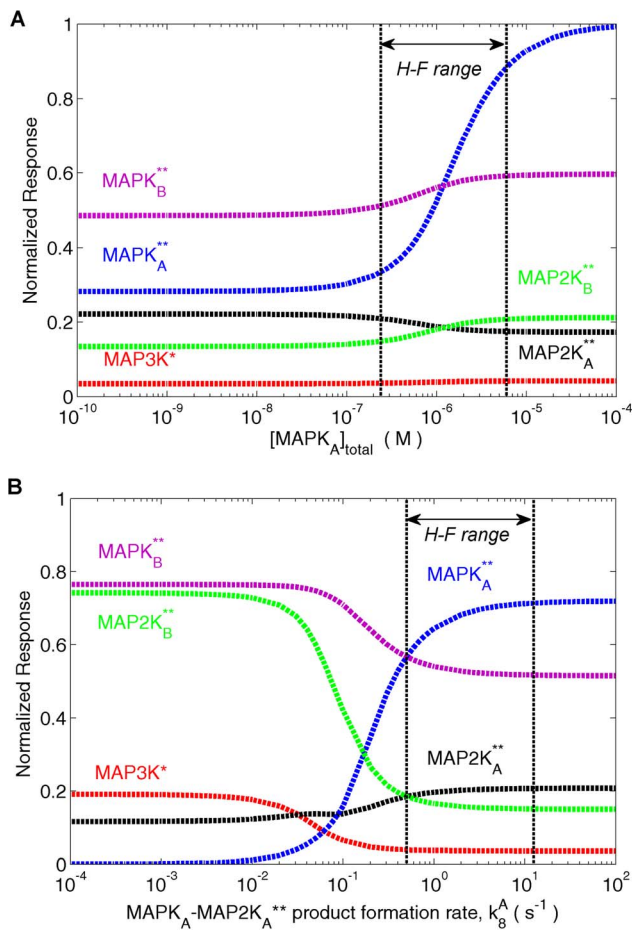 A
1
0.8
0.6
0.4
0.2
0
Normalized Response
H-F range
MAPK_B^**
MAPK_A^**
MAP2K_B^**
MAP3K*
MAP2K_A^**
10^-10 10^-9 10^-8 10^-7 10^-6 10^-5 10^-4
[MAPK_A]_total ( M )
B
1
0.8
0.6
0.4
0.2
0
Normalized Response
H-F range
MAPK_B^**
MAPK_A^**
MAP2K_B^**
MAP3K*
MAP2K_A^**
10^-4 10^-3 10^-2 10^-1 10^0 10^1 10^2
MAPK_A-MAP2K_A^** product formation rate, k_8^A ( s^-1 )